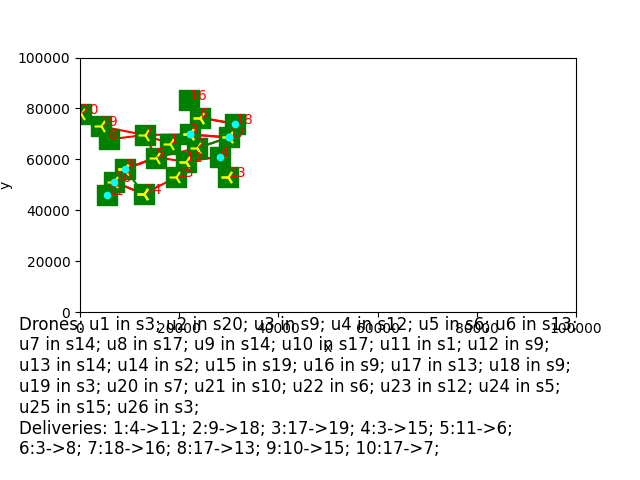 100000
80000
60000
40000
20000
0
y
0 20000 40000 60000 80000 100000
x
16
18
13
Drones: u1 in s3; u2 in s20; u3 in s9; u4 in s12; u5 in s6; u6 in s13;
u7 in s14; u8 in s17; u9 in s14; u10 in s17; u11 in s1; u12 in s9;
u13 in s14; u14 in s2; u15 in s19; u16 in s9; u17 in s13; u18 in s9;
u19 in s3; u20 in s7; u21 in s10; u22 in s6; u23 in s12; u24 in s5;
u25 in s15; u26 in s3;
Deliveries: 1:4->11; 2:9->18; 3:17->19; 4:3->15; 5:11->6;
6:3->8; 7:18->16; 8:17->13; 9:10->15; 10:17->7;